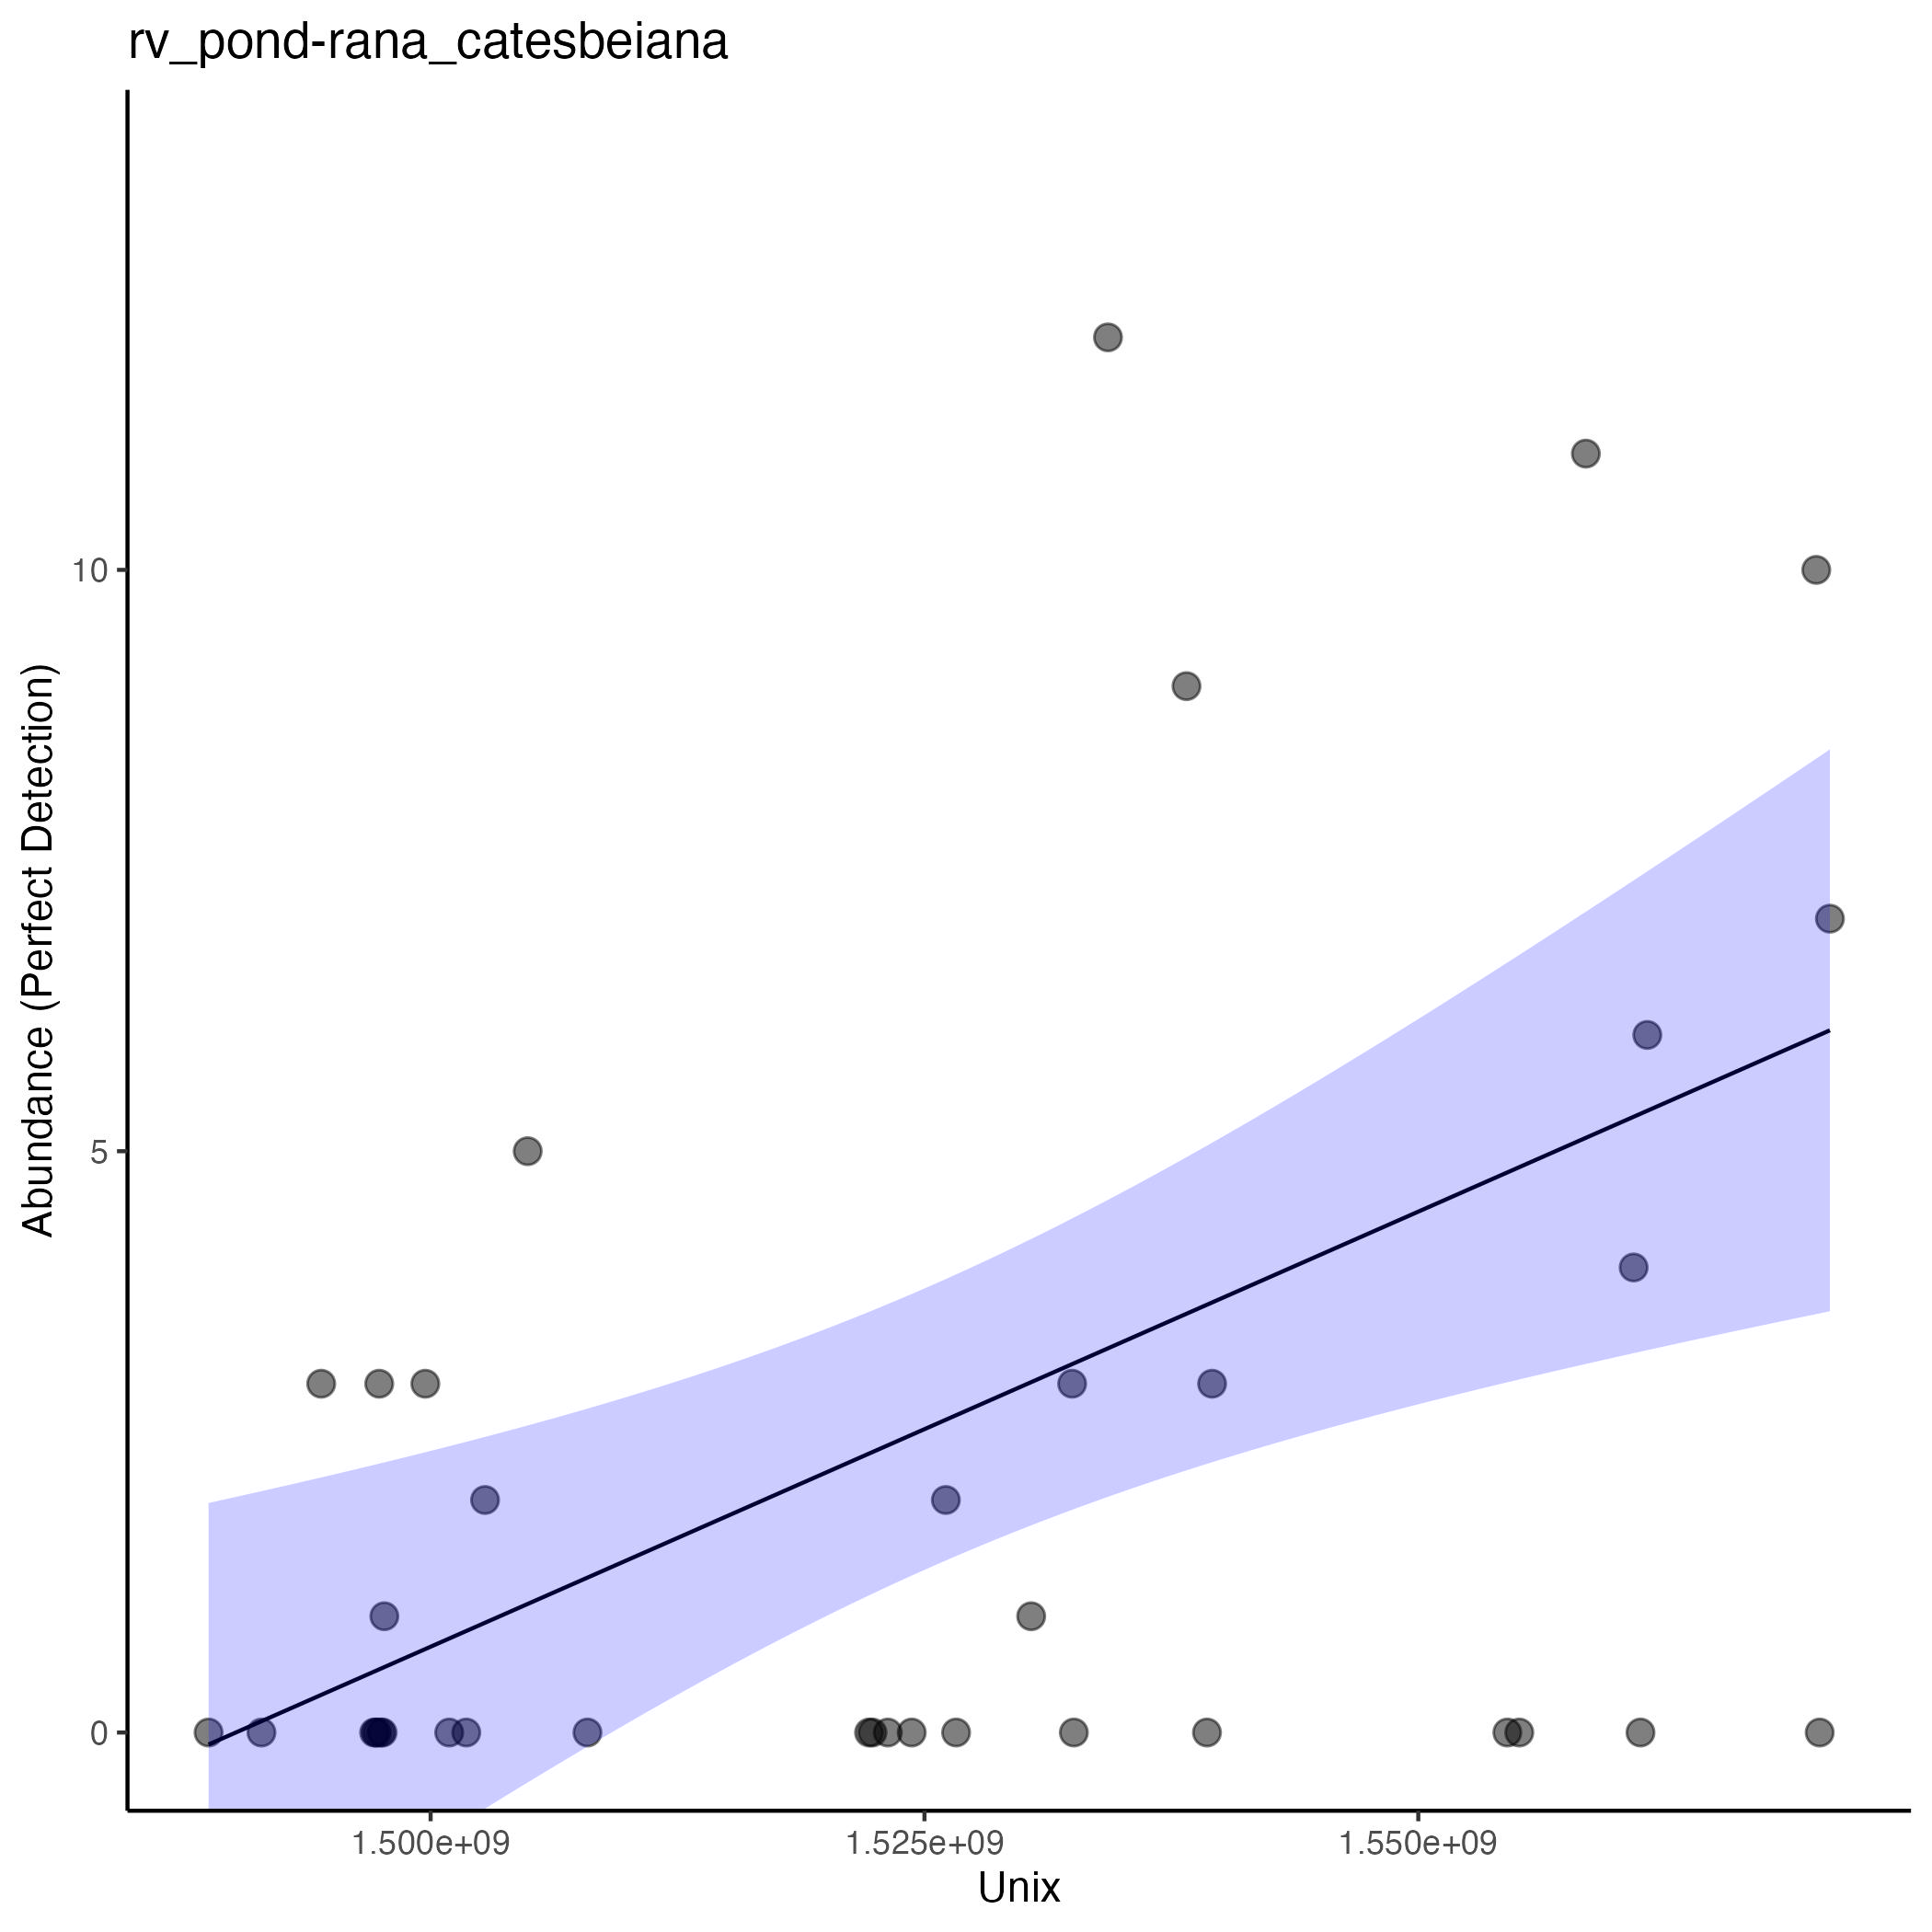 rv_pond-rana_catesbeiana
Abundance (Perfect Detection)
10
5
0
1.500e+09 1.525e+09 1.550e+09
Unix